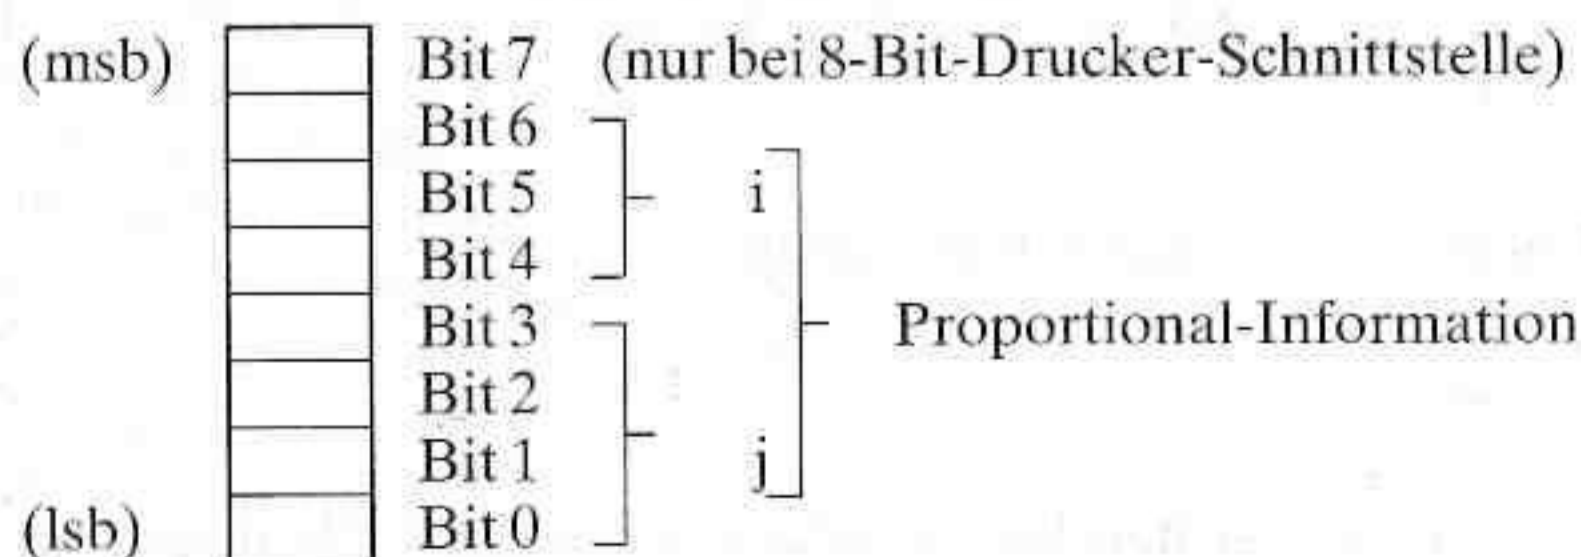 (msb) Bit 7 (nur bei 8-Bit-Drucker-Schnittstelle)
Bit 6
Bit 5 i
Bit 4
Bit 3 Proportional-Information
Bit 2
Bit 1 j
(lsb) Bit 0